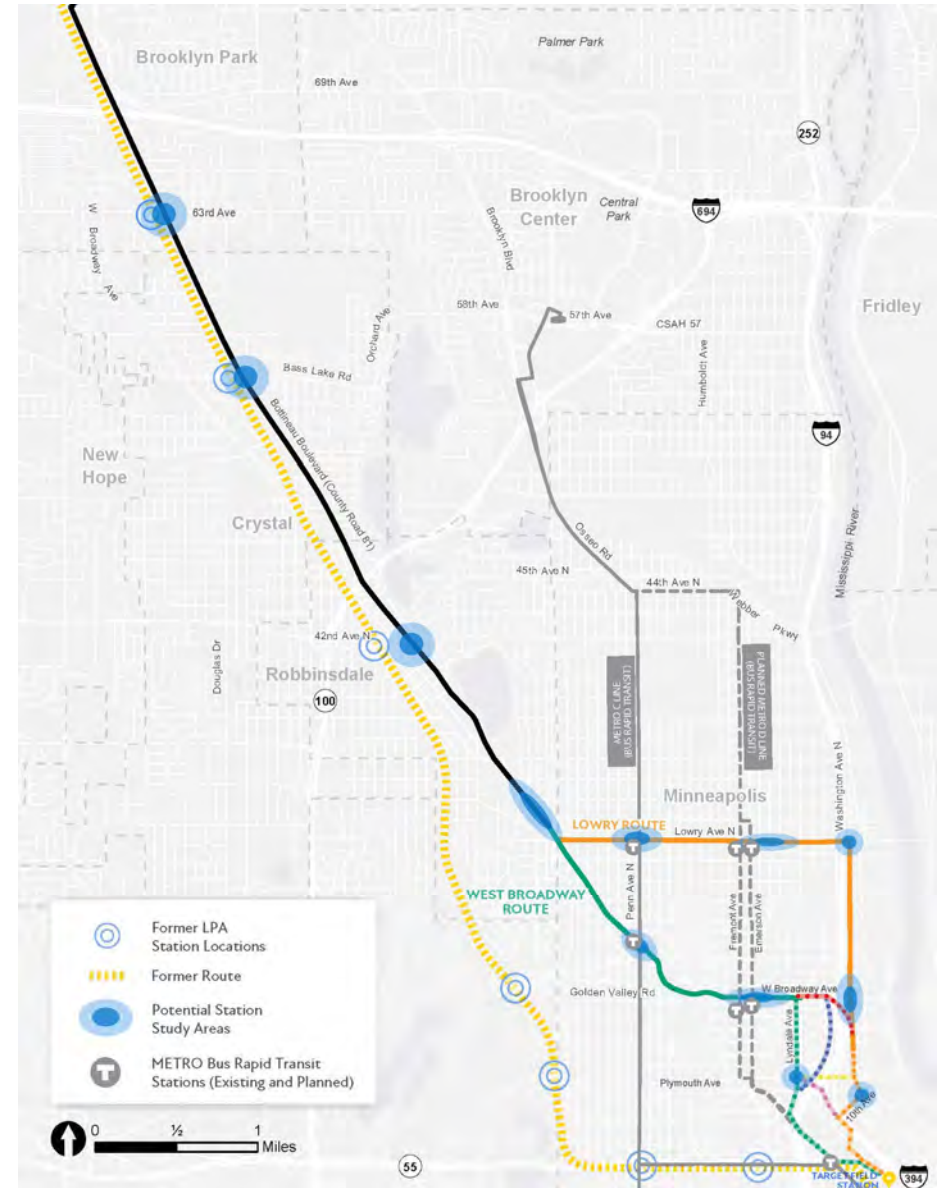 Palmer Park
Brooklyn Park
69th Ave
252
Brooklyn
Center
Central
Park
694
63rd Ave
W Broadway Ave
Brooklyn Blvd
58th Ave
57th Ave
CSAH 57
Fridley
Orchard Ave
Humboldt Ave
Bass Lake Rd
Bottineau Boulevard (County Road 81)
94
New
Hope
Crystal
Mississippi River
Osseo Rd
45th Ave N
44th Ave N
Webber Pkwy
42nd Ave N
Douglas Dr
Robbinsdale
100
METRO C LINE
(BUS RAPID TRANSIT)
PLANNED METRO D LINE
(BUS RAPID TRANSIT)
Washington Ave N
Minneapolis
LOWRY ROUTE
Lowry Ave N
WEST BROADWAY
ROUTE
Penn Ave N
Fremont Ave
Emerson Ave
Former LPA
Station Locations
Former Route
Potential Station
Study Areas
METRO Bus Rapid Transit
Stations (Existing and Planned)
T
T
T
T
T
T
T
T
Golden Valley Rd
W Broadway Ave
Lyndale Ave
Plymouth Ave
10th Ave
0 ½ 1
Miles
55
TARGET FIELD
STATION
394